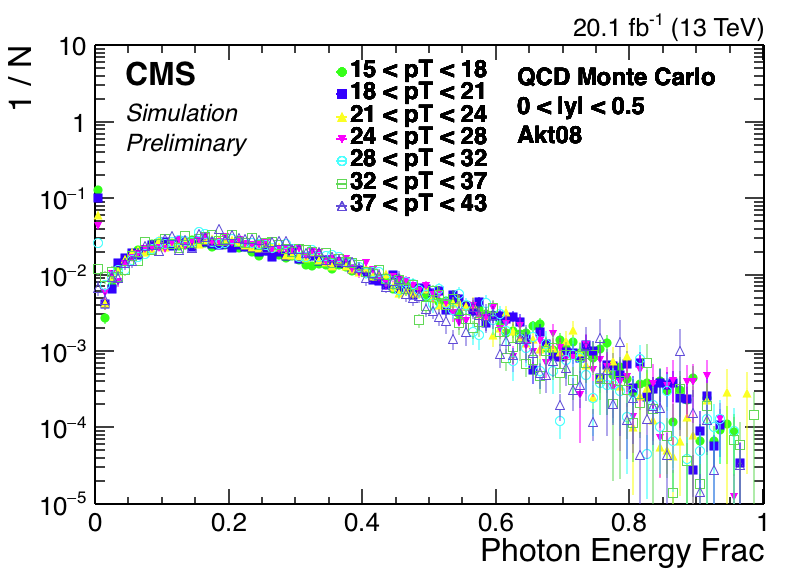 20.1 fb⁻¹ (13 TeV)
1 / N
CMS
Simulation
Preliminary
15 < pT < 18
18 < pT < 21
21 < pT < 24
24 < pT < 28
28 < pT < 32
32 < pT < 37
37 < pT < 43
QCD Monte Carlo
0 < lyl < 0.5
Akt08
10
1
10⁻¹
10⁻²
10⁻³
10⁻⁴
10⁻⁵
0 0.2 0.4 0.6 0.8 1
Photon Energy Frac